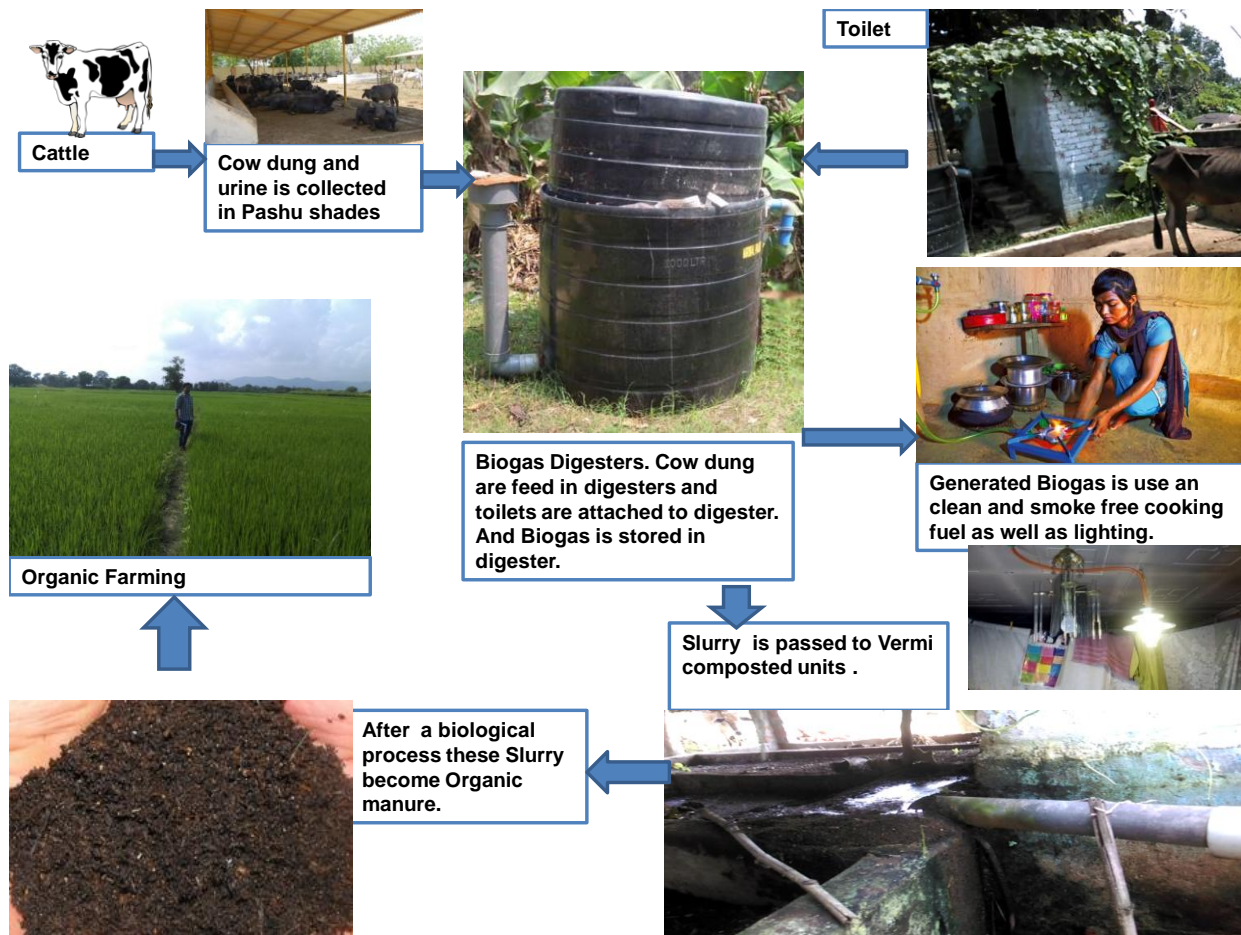 Toilet
Cattle
Cow dung and
urine is collected
in Pashu shades
2000 LTR
Biogas Digesters. Cow dung
are feed in digesters and
toilets are attached to digester.
And Biogas is stored in
digester.
Generated Biogas is use an
clean and smoke free cooking
fuel as well as lighting.
Organic Farming
Slurry  is passed to Vermi
composted units .
After  a biological
process these Slurry
become Organic
manure.